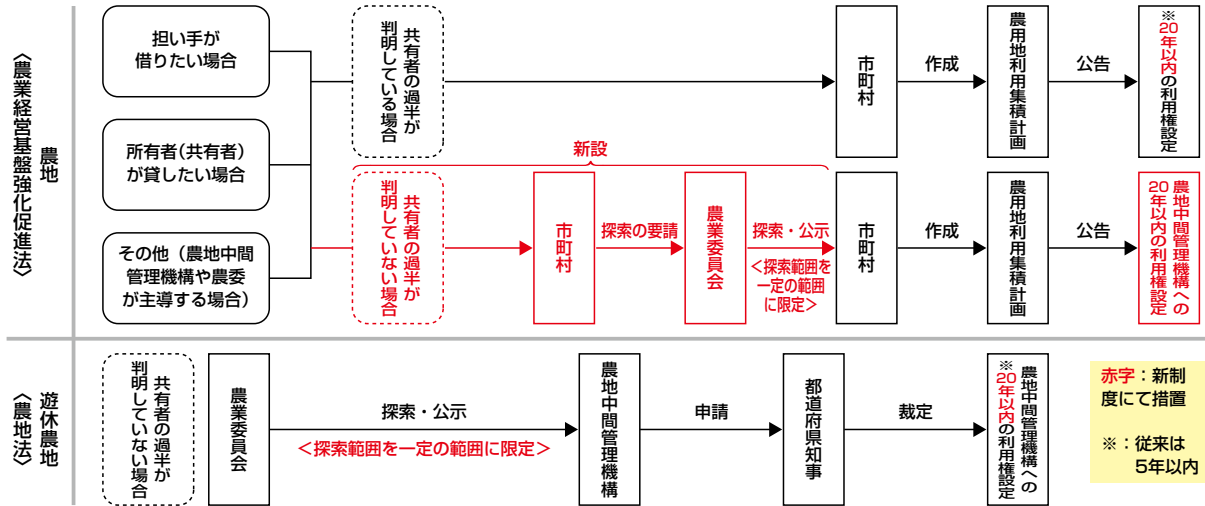 農地
〈農業経営基盤強化促進法〉
担い手が
借りたい場合
所有者(共有者)
が貸したい場合
その他（農地中間
管理機構や農委
が主導する場合）
共有者の過半が
判明している場合
市町村
作成
農用地利用集積計画
公告
※20年以内の利用権設定
新設
共有者の過半が
判明していない場合
市町村
探索の要請
農業委員会
探索・公示
＜探索範囲を
一定の範囲
に限定＞
市町村
作成
農用地利用集積計画
公告
農地中間管理機構への
20年以内の利用権設定
遊休農地
〈農地法〉
共有者の過半が
判明していない場合
農業委員会
探索・公示
＜探索範囲を一定の範囲に限定＞
農地中間管理機構
申請
都道府県知事
裁定
農地中間管理機構への
※20年以内の利用権設定
赤字：新制
度にて措置
※：従来は
5年以内